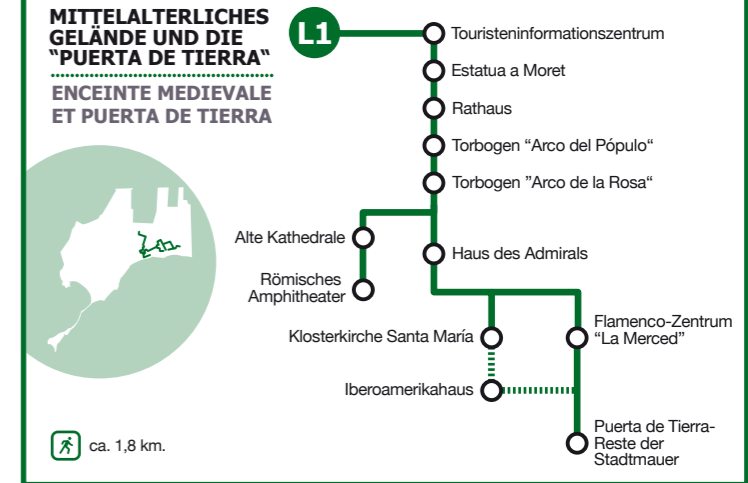 MITTELALTERLICHES
GELÄNDE UND DIE
"PUERTA DE TIERRA“
ENCEINTE MEDIEVALE
ET PUERTA DE TIERRA
L1
Touristeninformationszentrum
Estatua a Moret
Rathaus
Torbogen “Arco del Pópulo“
Torbogen ”Arco de la Rosa“
Alte Kathedrale
Haus des Admirals
Römisches
Amphitheater
Klosterkirche Santa María
Flamenco-Zentrum
“La Merced”
Iberoamerikahaus
Puerta de Tierra-
Reste der
Stadtmauer
ca. 1,8 km.